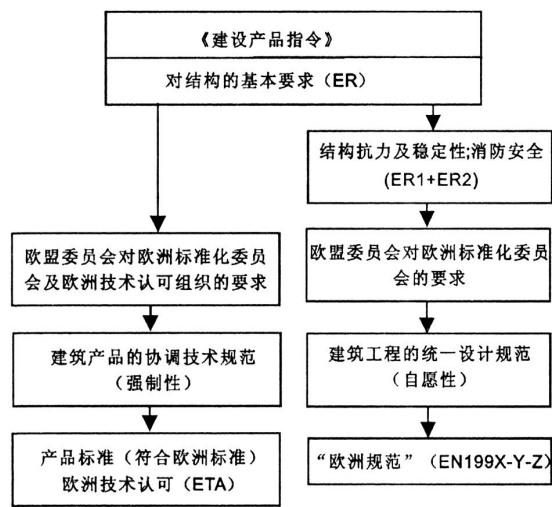 《建设产品指令》
对结构的基本要求（ER）
结构抗力及稳定性;消防安全
(ER1+ER2)
欧盟委员会对欧洲标准化委员
会及欧洲技术认可组织的要求
欧盟委员会对欧洲标准化委员
会的要求
建筑产品的协调技术规范
（强制性）
建筑工程的统一设计规范
（自愿性）
产品标准（符合欧洲标准）
欧洲技术认可（ETA）
“欧洲规范”（EN199X-Y-Z）